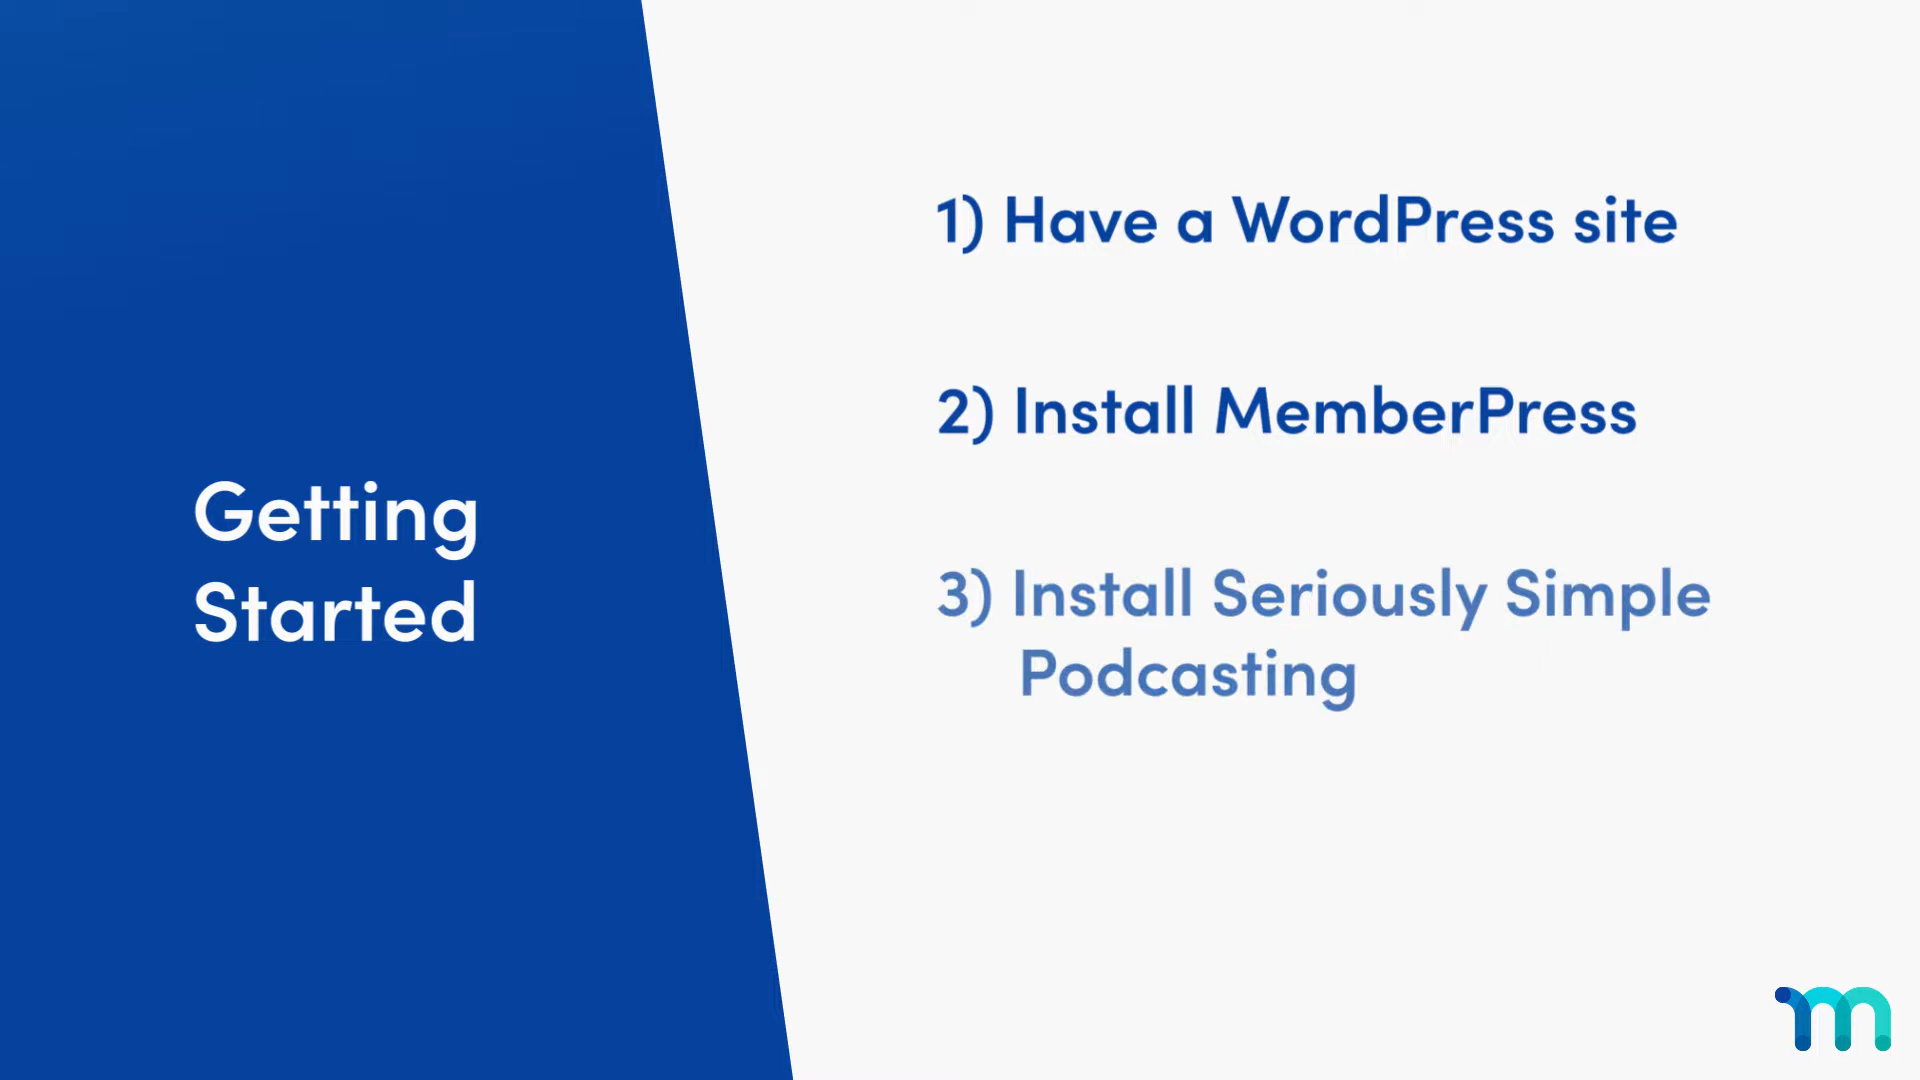 Getting
Started
1) Have a WordPress site
2) Install MemberPress
3) Install Seriously Simple
Podcasting